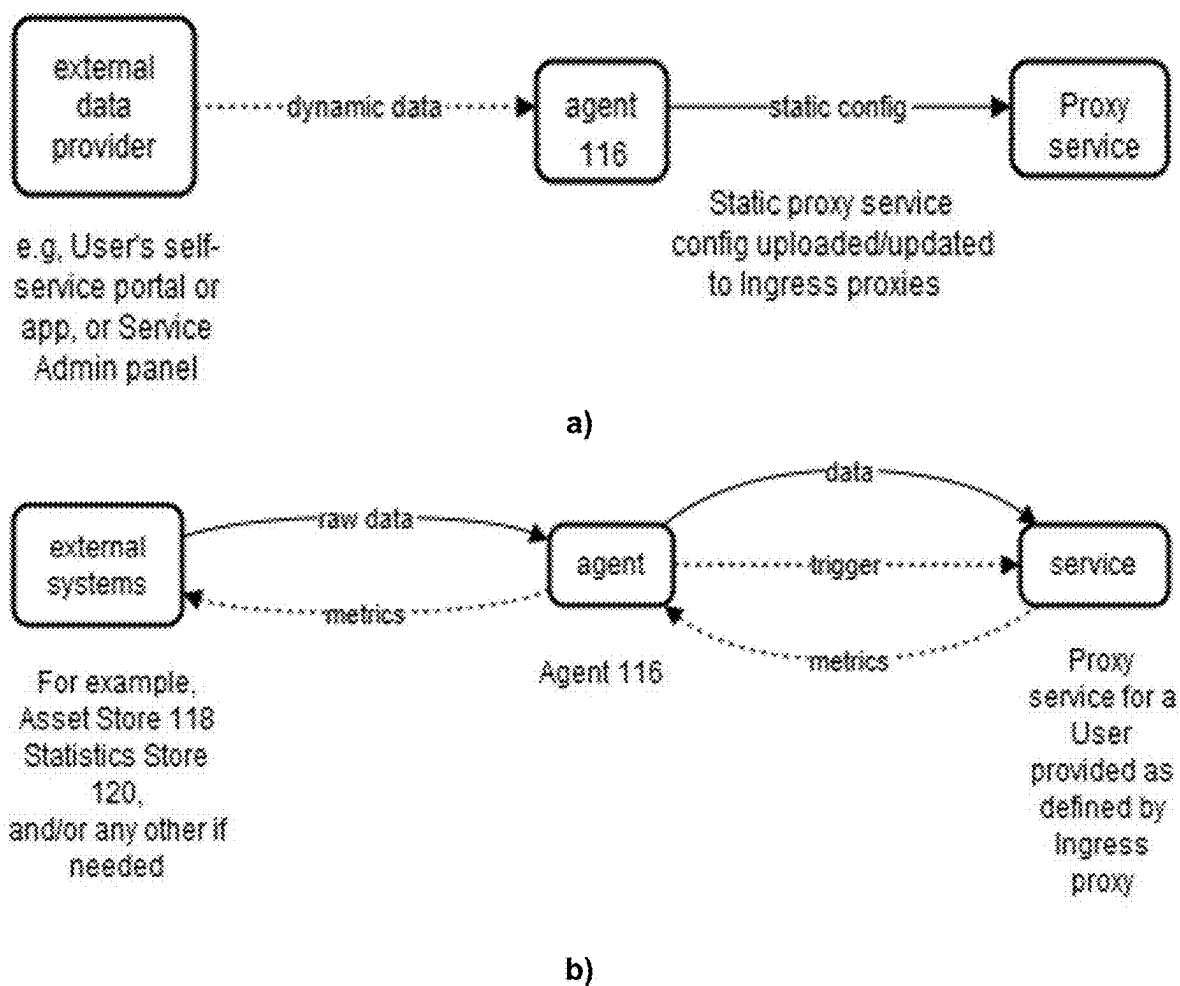 external
data
provider
dynamic data
agent
116
static config
Proxy
service
e.g, User's self-
service portal or
app, or Service
Admin panel
Static proxy service
config uploaded/updated
to Ingress proxies
a)
external
systems
raw data
metrics
agent
data
trigger
metrics
service
For example,
Asset Store 118
Statistics Store
120,
and/or any other if
needed
Agent 116
Proxy
service for a
User
provided as
defined by
Ingress
proxy
b)